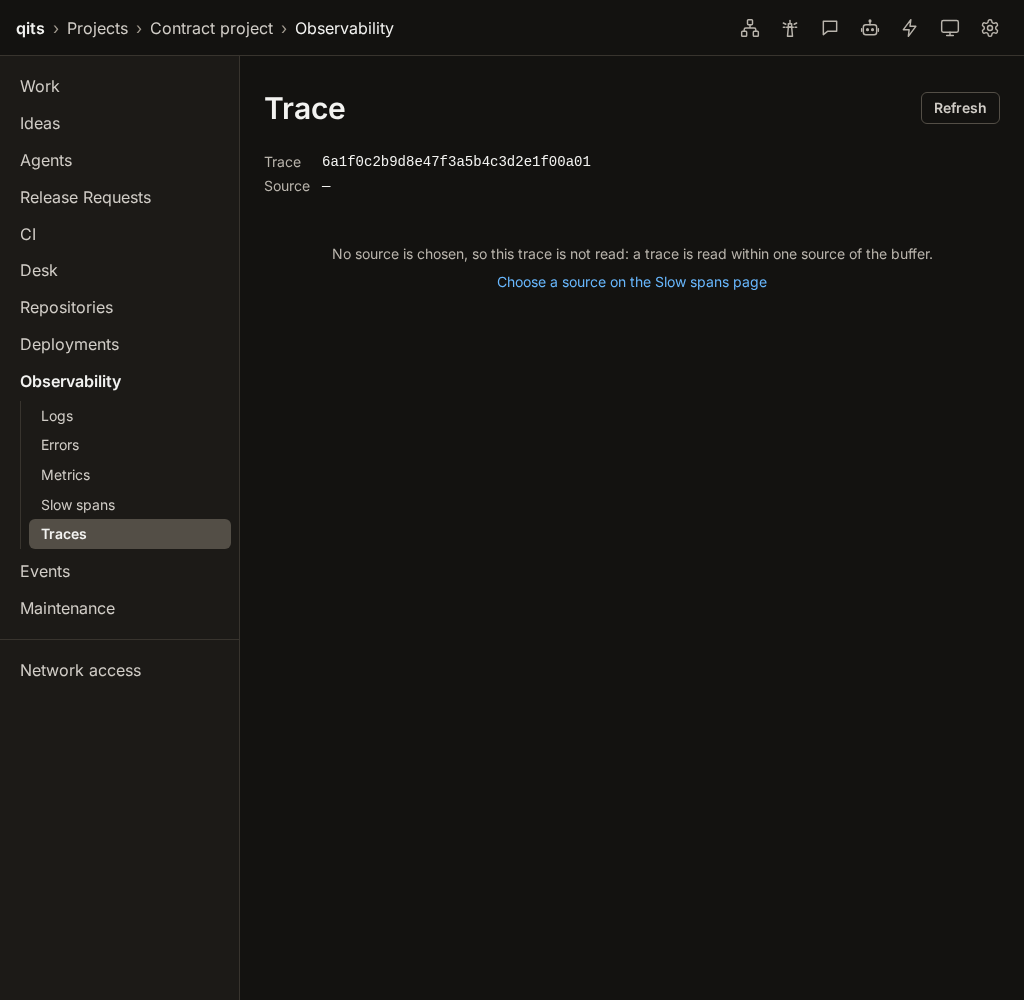 qits › Projects › Contract project › Observability
Work
Ideas
Agents
Release Requests
CI
Desk
Repositories
Deployments
Observability
Logs
Errors
Metrics
Slow spans
Traces
Events
Maintenance
Network access
Trace
Refresh
Trace 6a1f0c2b9d8e47f3a5b4c3d2e1f00a01
Source —
No source is chosen, so this trace is not read: a trace is read within one source of the buffer.
Choose a source on the Slow spans page